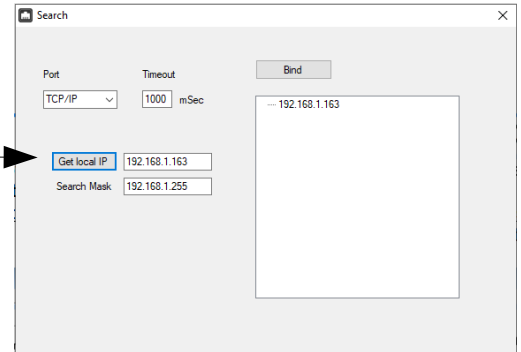 Search
Port
Timeout
Bind
TCP/IP
1000 mSec
192.168.1.163
Get local IP 192.168.1.163
Search Mask 192.168.1.255